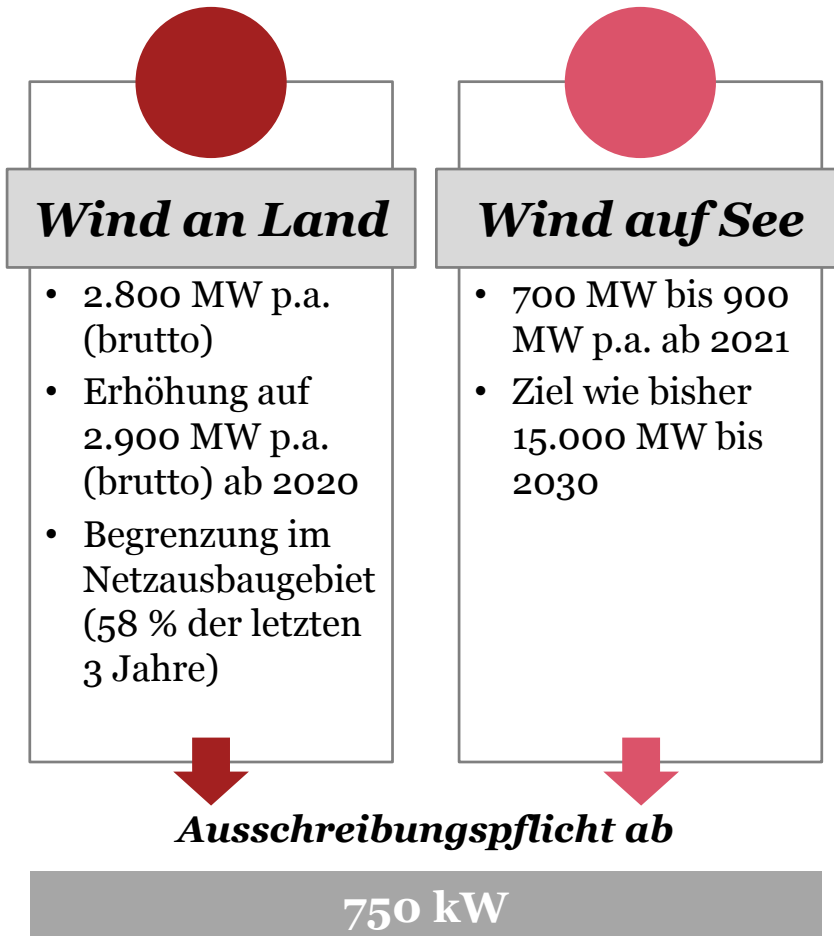 Wind an Land
• 2.800 MW p.a.
(brutto)
• Erhöhung auf
2.900 MW p.a.
(brutto) ab 2020
• Begrenzung im
Netzausbaugebiet
(58 % der letzten
3 Jahre)
Wind auf See
• 700 MW bis 900
MW p.a. ab 2021
• Ziel wie bisher
15.000 MW bis
2030
Ausschreibungspflicht ab
750 kW